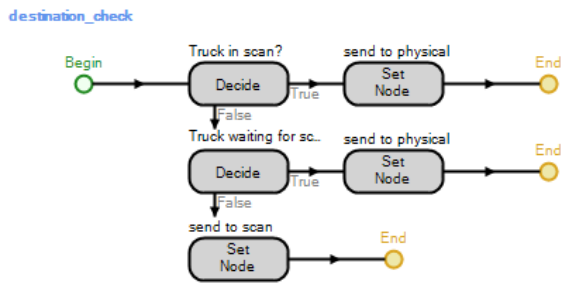 destination_check
Truck in scan?
send to physical
Begin
End
Decide
Set
Node
True
False
Truck waiting for sc...
send to physical
End
Decide
Set
Node
True
False
send to scan
End
Set
Node